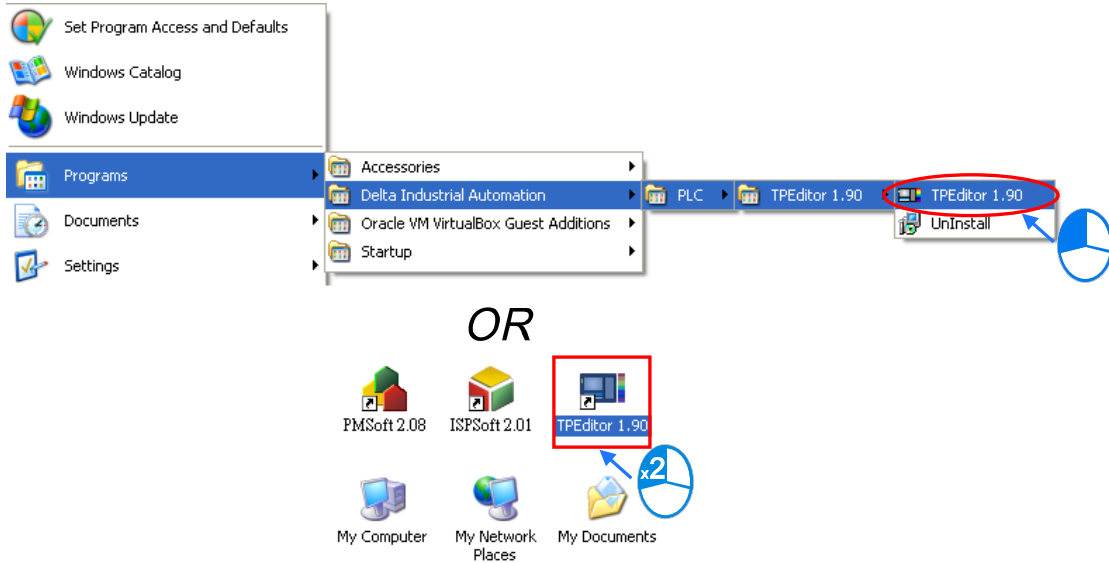 Set Program Access and Defaults
Windows Catalog
Windows Update
Programs
Accessories
Delta Industrial Automation
PLC
TPEditor 1.90
TPEditor 1.90
Documents
Oracle VM VirtualBox Guest Additions
UnInstall
Settings
Startup
OR
PMSoft 2.08
ISPSoft 2.01
TPEditor 1.90
x2
My Computer
My Network
Places
My Documents